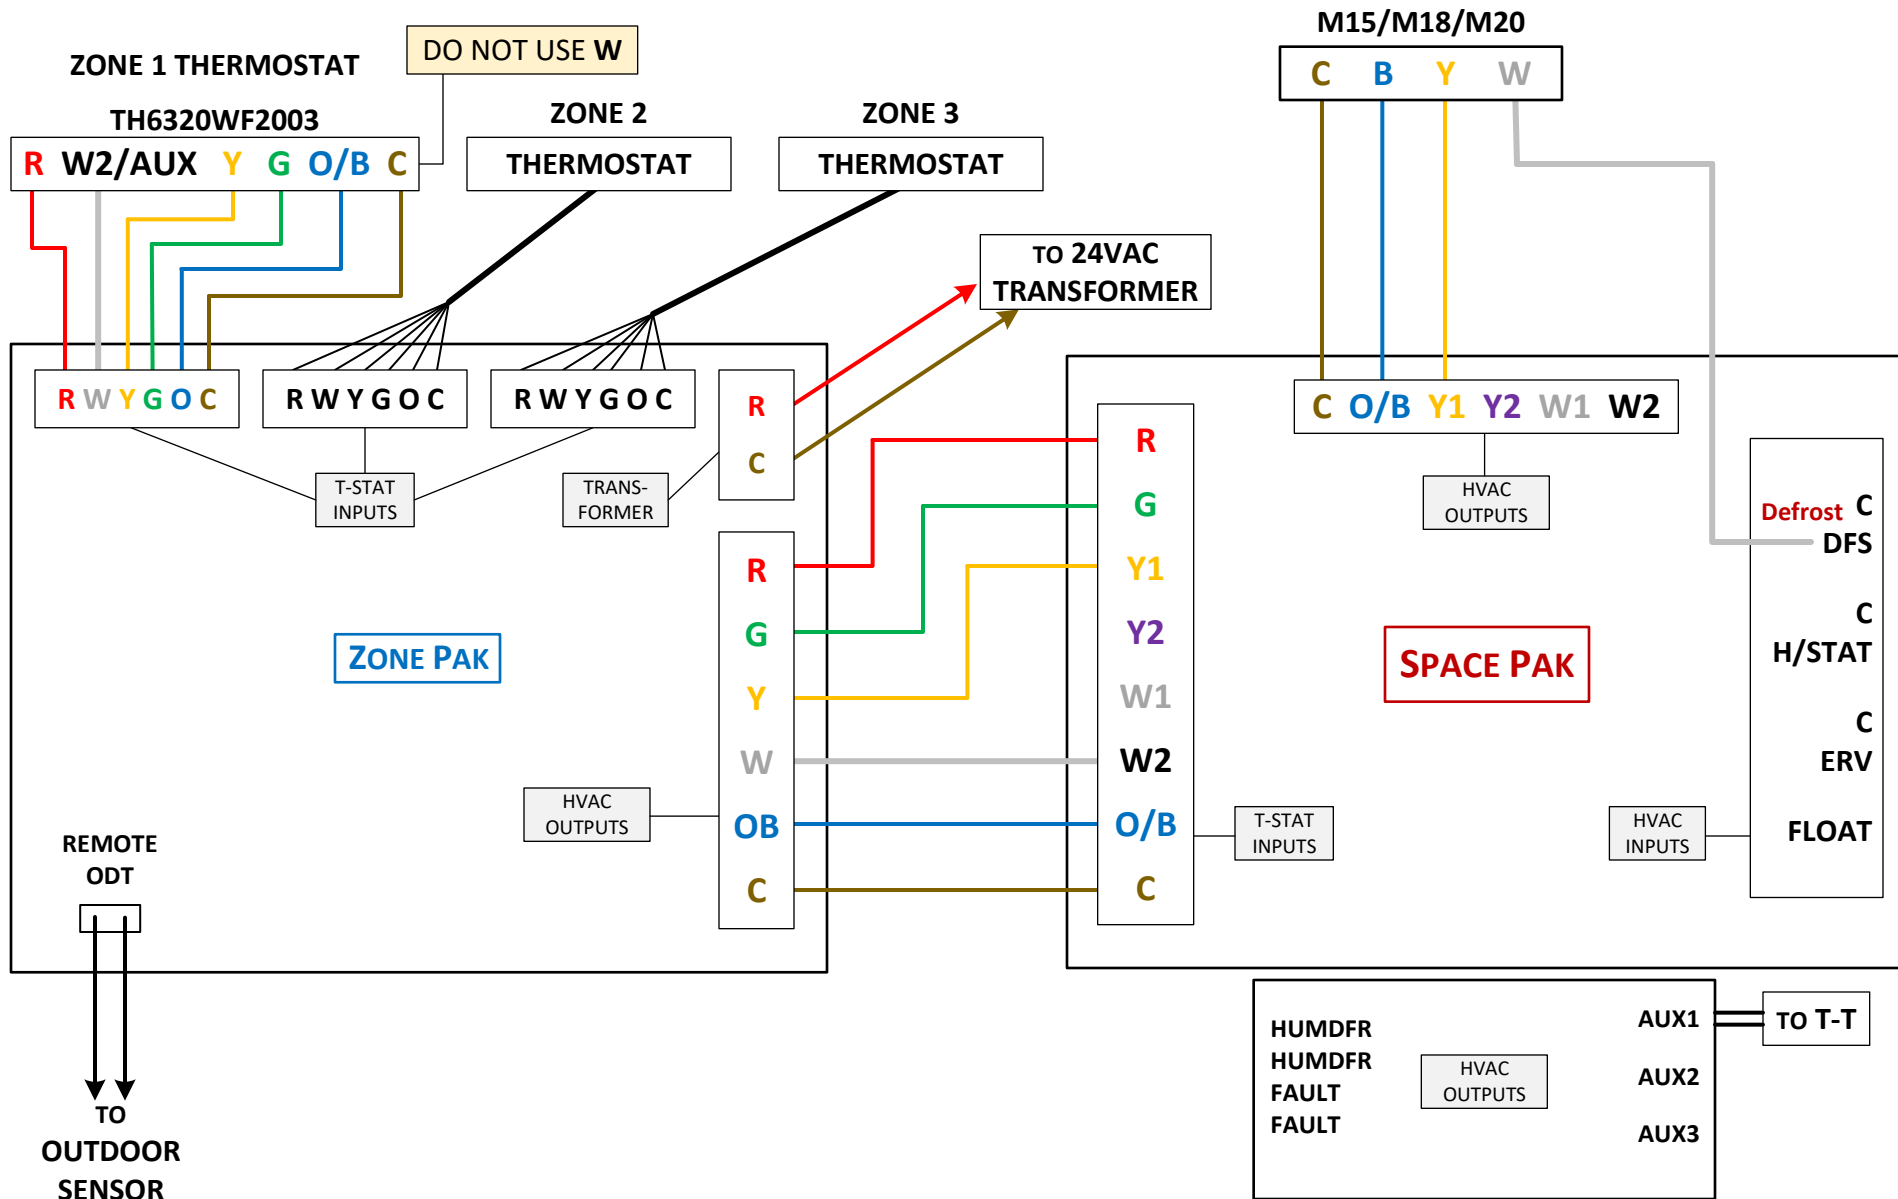 M15/M18/M20
C B Y W
DO NOT USE W
ZONE 1 THERMOSTAT
TH6320WF2003
R W2/AUX Y G O/B C
ZONE 2
THERMOSTAT
ZONE 3
THERMOSTAT
TO 24VAC
TRANSFORMER
R W Y G O C
R W Y G O C
R W Y G O C
T-STAT
INPUTS
TRANS-
FORMER
R
C
R
G
Y
W
OB
C
HVAC
OUTPUTS
ZONE PAK
REMOTE
ODT
TO
OUTDOOR
SENSOR
R
G
Y1
Y2
W1
W2
O/B
C
T-STAT
INPUTS
C O/B Y1 Y2 W1 W2
HVAC
OUTPUTS
SPACE PAK
Defrost C
DFS
C
H/STAT
C
ERV
FLOAT
HVAC
INPUTS
HUMDFR
HUMDFR
FAULT
FAULT
HVAC
OUTPUTS
AUX1
AUX2
AUX3
TO T-T